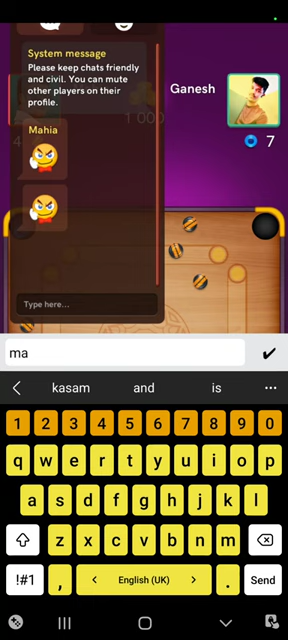 System message
Please keep chats friendly
and civil. You can mute
other players on their
profile.
Ganesh
1 000
7
Mahia
Type here...
ma
kasam and is
1 2 3 4 5 6 7 8 9 0
q w e r t y u i o p
a s d f g h j k l
z x c v b n m
!#1 , English (UK) . Send